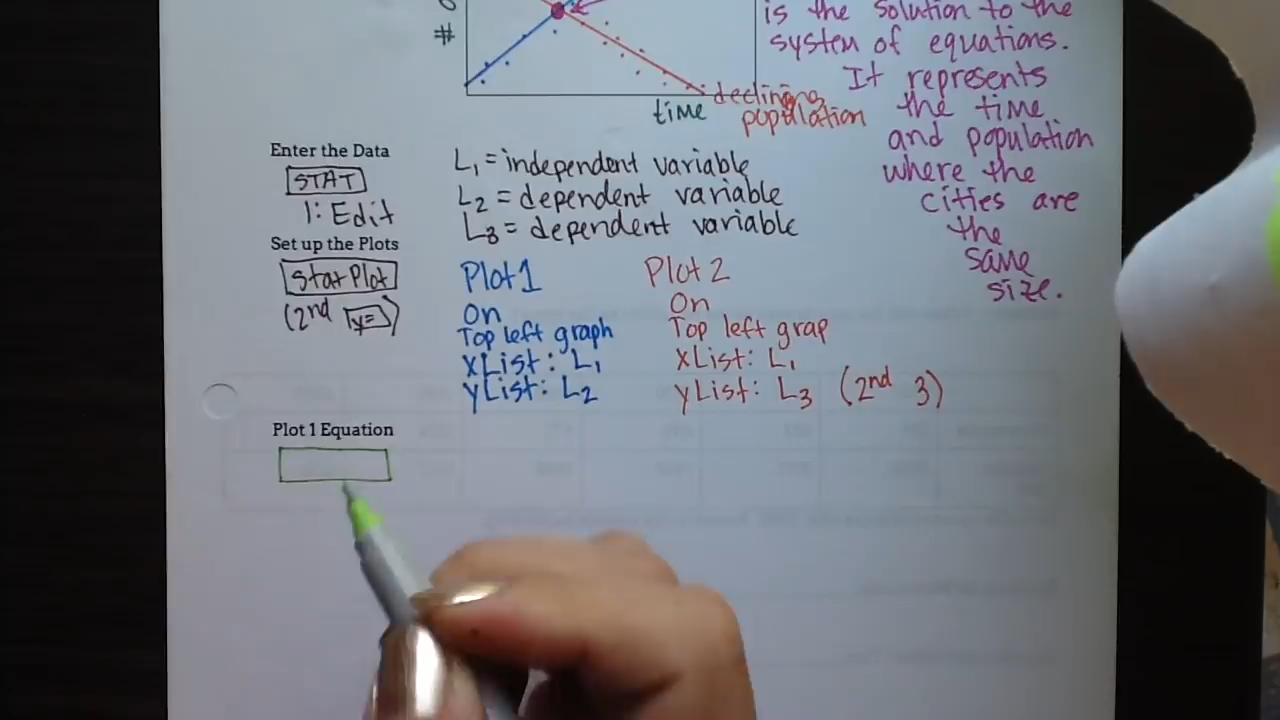 #
time
declining
population
is the solution to the
system of equations.
It represents
the time
and population
where the
cities are
the
same
size.
Enter the Data
STAT
1: Edit
L₁ = independent variable
L₂ = dependent variable
L₃ = dependent variable
Set up the Plots
Stat Plot
(2nd y=)
Plot 1
On
Top left graph
xList: L₁
yList: L₂
Plot 2
On
Top left grap
xList: L₁
yList: L₃ (2nd 3)
Plot 1 Equation